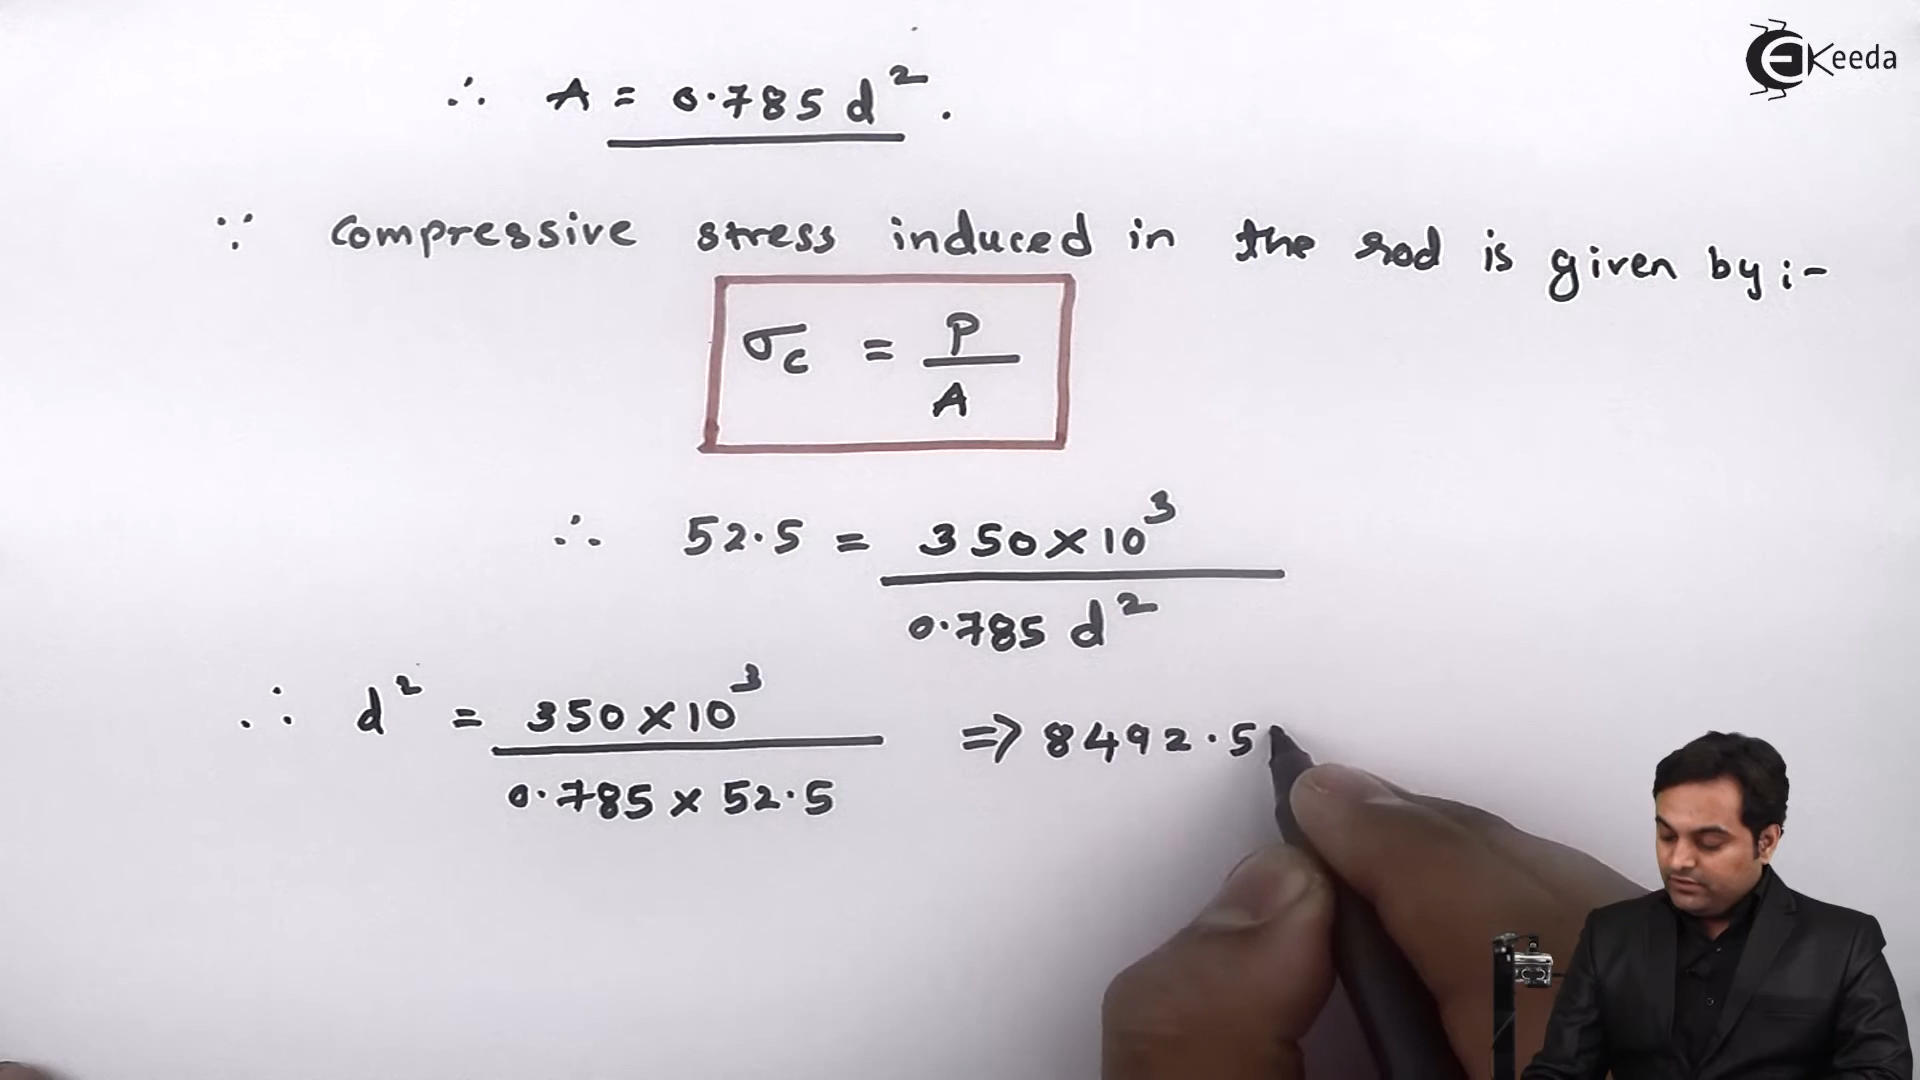 EKeeda
∴ A = 0.785 d².
∵ compressive stress induced in the rod is given by :-
σc = P/A
∴ 52.5 = 350 × 10³ / 0.785 d²
∴ d² = 350 × 10³ / 0.785 × 52.5 ⇒ 8492.5